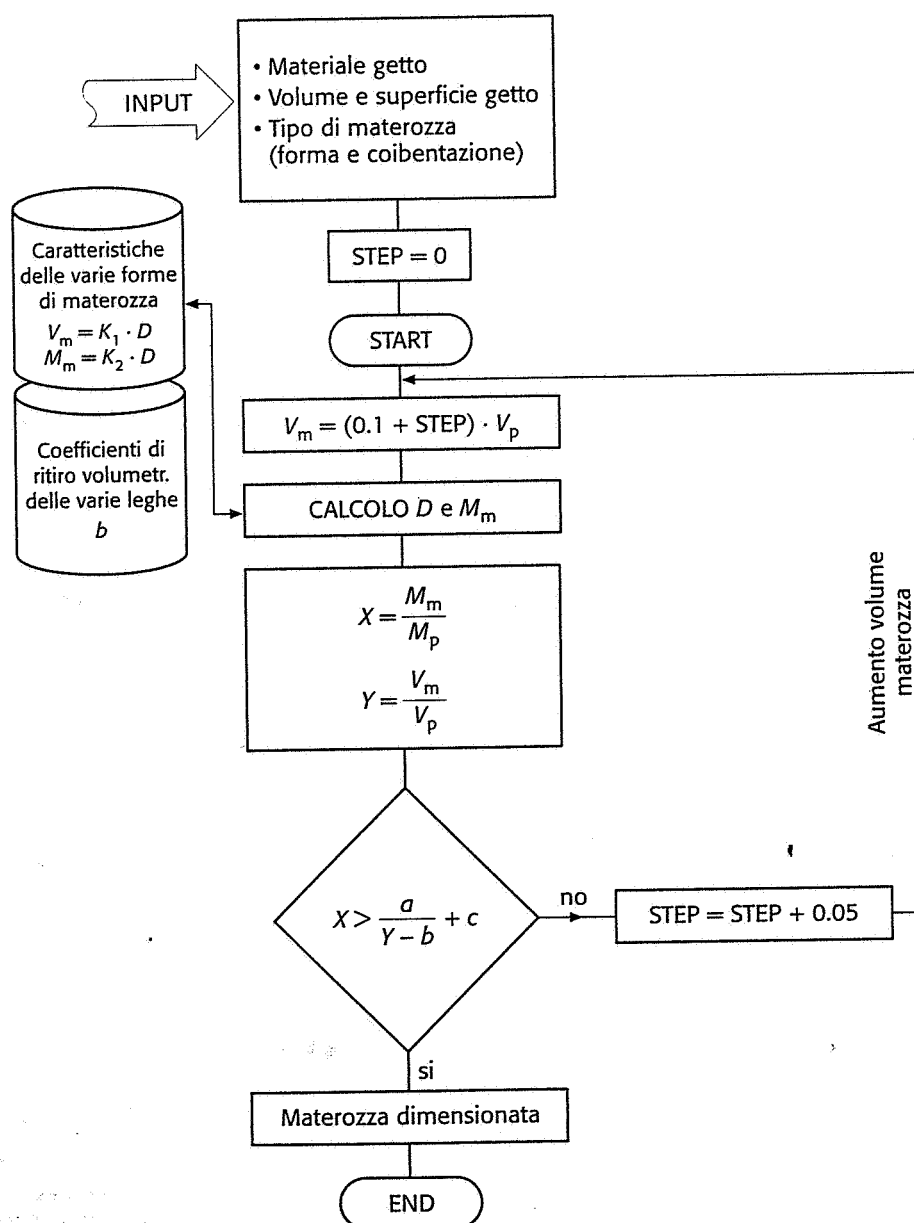 INPUT
• Materiale getto
• Volume e superficie getto
• Tipo di materozza
(forma e coibentazione)
STEP = 0
START
Caratteristiche
delle varie forme
di materozza
V_m = K_1 · D
M_m = K_2 · D
Coefficienti di
ritiro volumetr.
delle varie leghe
b
V_m = (0.1 + STEP) · V_p
CALCOLO D e M_m
X = M_m / M_p
Y = V_m / V_p
Aumento volume
materozza
X > a / (Y – b) + c
no
STEP = STEP + 0.05
si
Materozza dimensionata
END